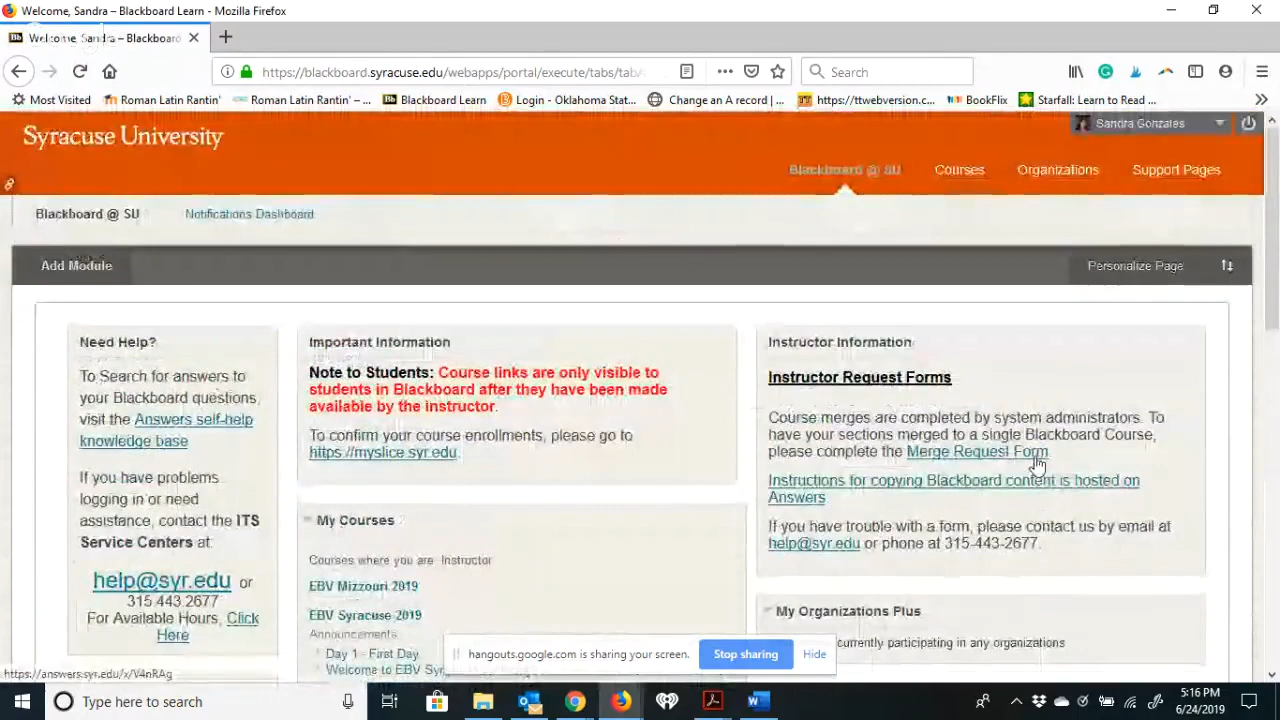 Welcome, Sandra – Blackboard Learn - Mozilla Firefox
Welcome, Sandra – Blackboard
https://blackboard.syracuse.edu/webapps/portal/execute/tabs/tab
Search
Most Visited
Roman Latin Rantin'
Roman Latin Rantin' – ...
Blackboard Learn
Login - Oklahoma Stat...
Change an A record | ...
https://ttwebversion.c...
BookFlix
Starfall: Learn to Read ...
Syracuse University
Sandra Gonzales
Blackboard @ SU
Courses
Organizations
Support Pages
Blackboard @ SU
Notifications Dashboard
Add Module
Personalize Page
Need Help?
To Search for answers to
your Blackboard questions,
visit the Answers self-help
knowledge base
If you have problems
logging in or need
assistance, contact the ITS
Service Centers at:
help@syr.edu or
315.443.2677
For Available Hours, Click
Here
Important Information
Note to Students: Course links are only visible to
students in Blackboard after they have been made
available by the instructor.
To confirm your course enrollments, please go to
https://myslice.syr.edu.
My Courses
Courses where you are: Instructor
EBV Mizzouri 2019
EBV Syracuse 2019
Announcements:
Day 1 - First Day
Welcome to EBV Syr
Instructor Information
Instructor Request Forms
Course merges are completed by system administrators. To
have your sections merged to a single Blackboard Course,
please complete the Merge Request Form.
Instructions for copying Blackboard content is hosted on
Answers
If you have trouble with a form, please contact us by email at
help@syr.edu or phone at 315-443-2677.
My Organizations Plus
currently participating in any organizations
hangouts.google.com is sharing your screen.
Stop sharing
Hide
https://answers.syr.edu/x/V4nRAg
Type here to search
5:16 PM
6/24/2019